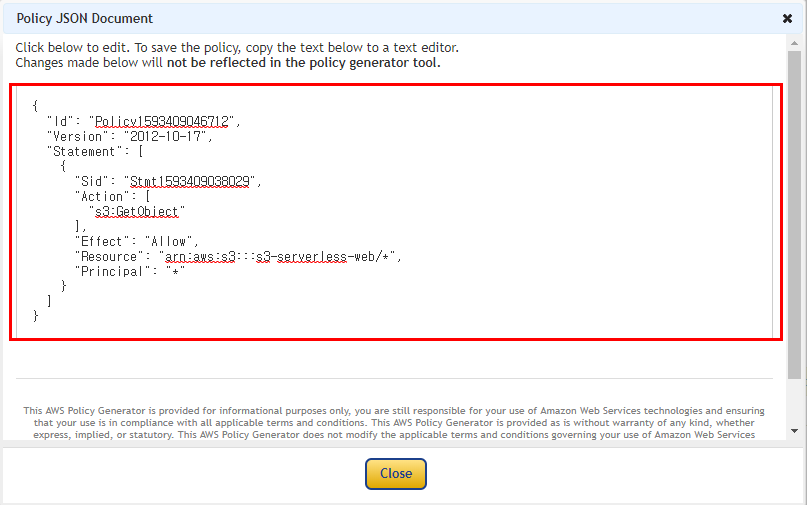 Policy JSON Document
Click below to edit. To save the policy, copy the text below to a text editor.
Changes made below will not be reflected in the policy generator tool.
{
  "Id": "Policy1593409046712",
  "Version": "2012-10-17",
  "Statement": [
    {
      "Sid": "Stmt1593409038029",
      "Action": [
        "s3:GetObject"
      ],
      "Effect": "Allow",
      "Resource": "arn:aws:s3:::s3-serverless-web/*",
      "Principal": "*"
    }
  ]
}
This AWS Policy Generator is provided for informational purposes only, you are still responsible for your use of Amazon Web Services technologies and ensuring
that your use is in compliance with all applicable terms and conditions. This AWS Policy Generator is provided as is without warranty of any kind, whether
express, implied, or statutory. This AWS Policy Generator does not modify the applicable terms and conditions governing your use of Amazon Web Services
Close